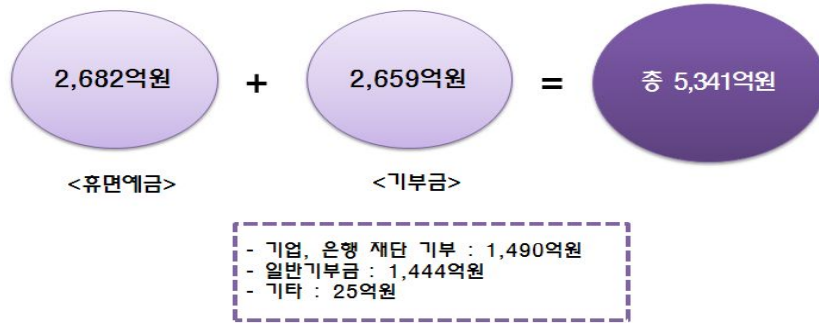 2,682억원 + 2,659억원 = 총 5,341억원
<휴면예금> <기부금>
- 기업, 은행 재단 기부 : 1,490억원
- 일반기부금 : 1,444억원
- 기타 : 25억원